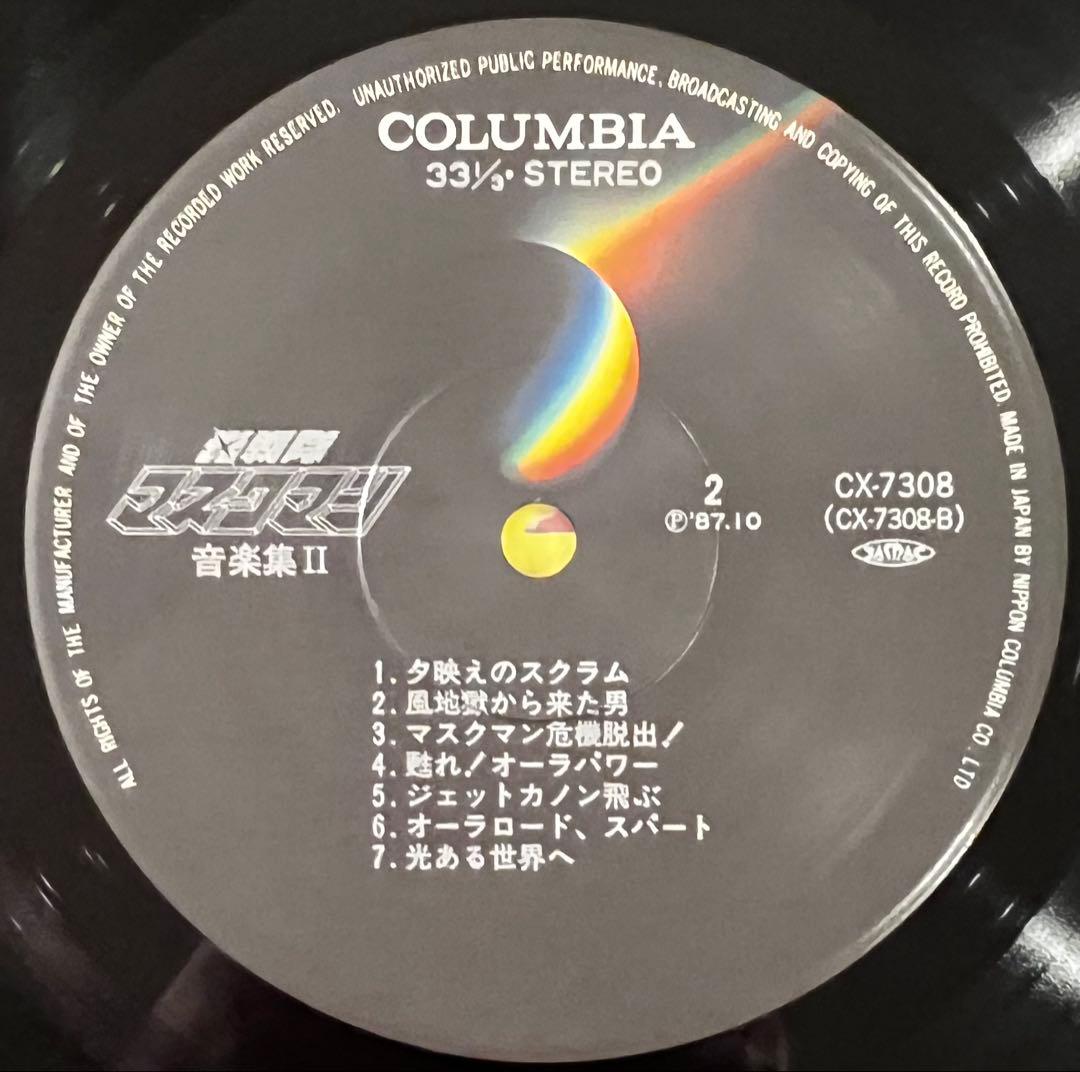 ALL RIGHTS OF THE MANUFACTURER AND OF THE OWNER OF THE RECORDED WORK RESERVED. UNAUTHORIZED PUBLIC PERFORMANCE, BROADCASTING AND COPYING OF THIS RECORD PROHIBITED. MADE IN JAPAN BY NIPPON COLUMBIA CO., LTD
COLUMBIA
33⅓• STEREO
光戦隊
マスクマン
音楽集II
2
Ⓟ'87.10
CX-7308
(CX-7308-B)
JASRAC
1. 夕映えのスクラム
2. 風地獄から来た男
3. マスクマン危機脱出!
4. 甦れ!オーラパワー
5. ジェットカノン飛ぶ
6. オーラロード、スパート
7. 光ある世界へ